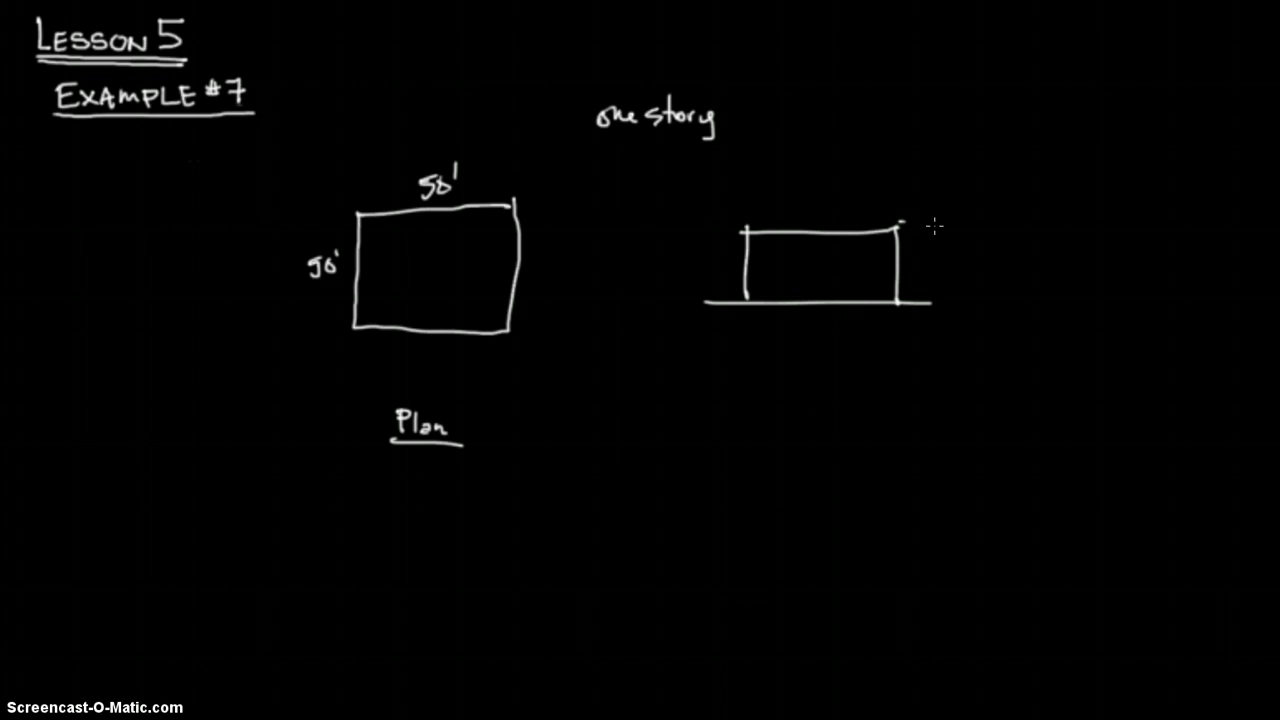 LESSON 5
EXAMPLE #7
one story
50'
50'
Plan
Screencast-O-Matic.com